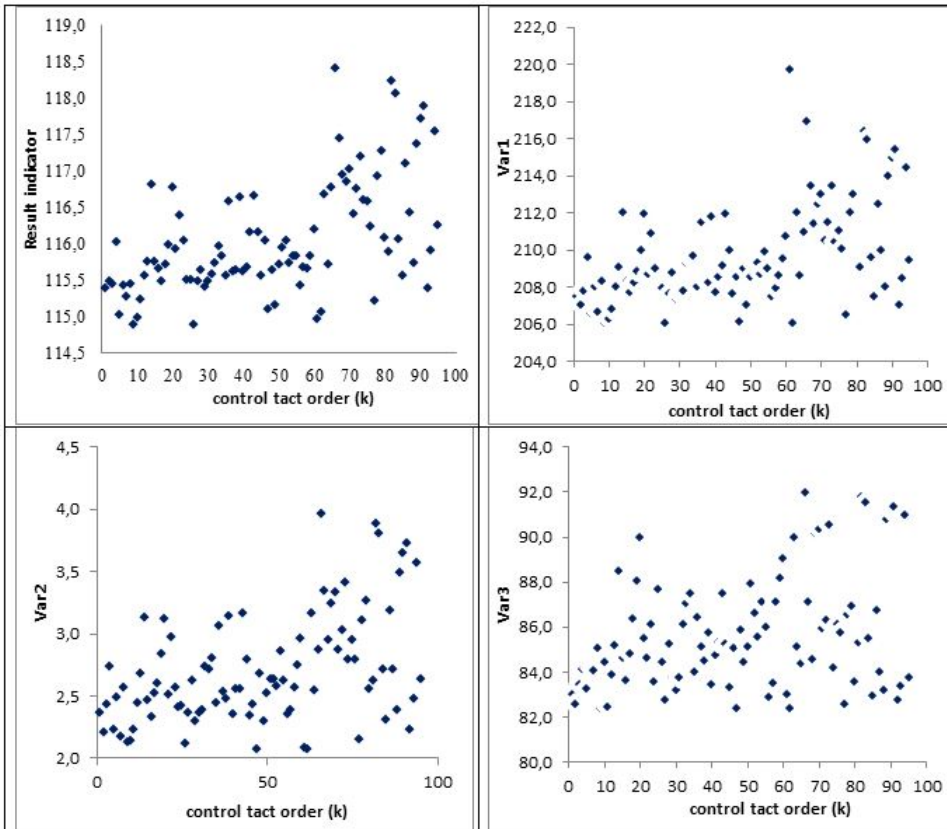 119,0
118,5
118,0
117,5
117,0
116,5
116,0
115,5
115,0
114,5
Result indicator
0 10 20 30 40 50 60 70 80 90 100
control tact order (k)
222,0
220,0
218,0
216,0
214,0
212,0
210,0
208,0
206,0
204,0
Var1
0 10 20 30 40 50 60 70 80 90 100
control tact order (k)
4,5
4,0
3,5
3,0
2,5
2,0
Var2
0 50 100
control tact order (k)
94,0
92,0
90,0
88,0
86,0
84,0
82,0
80,0
Var3
0 10 20 30 40 50 60 70 80 90 100
control tact order (k)